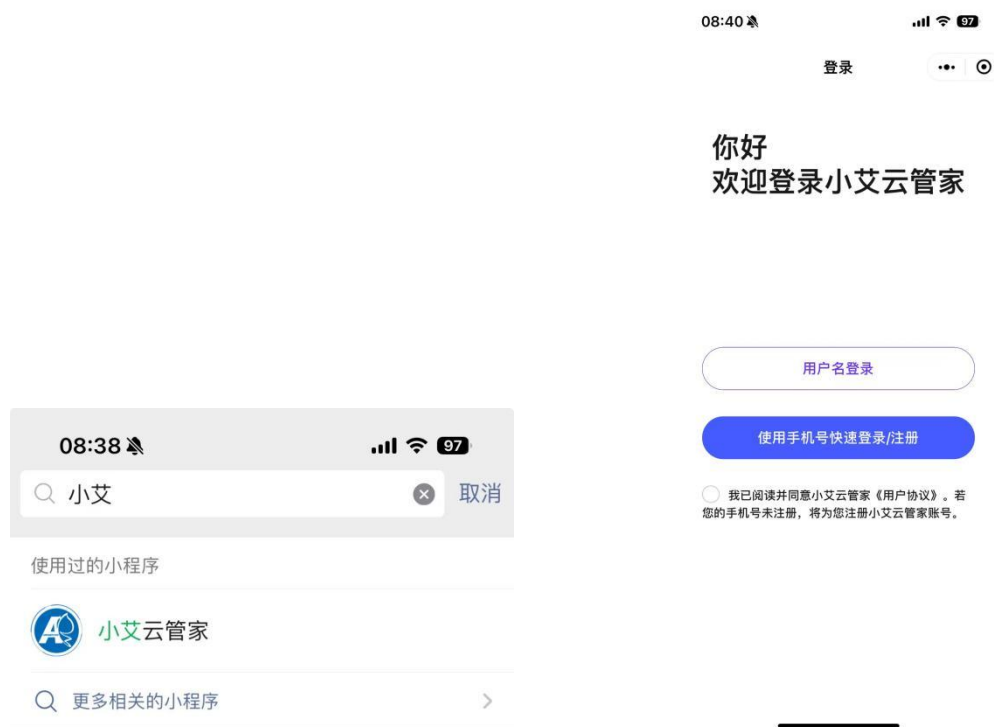 08:38
97
小艾
取消
使用过的小程序
小艾云管家
更多相关的小程序
08:40
97
登录
你好
欢迎登录小艾云管家
用户名登录
使用手机号快速登录/注册
我已阅读并同意小艾云管家《用户协议》。若
您的手机号未注册，将为您注册小艾云管家账号。